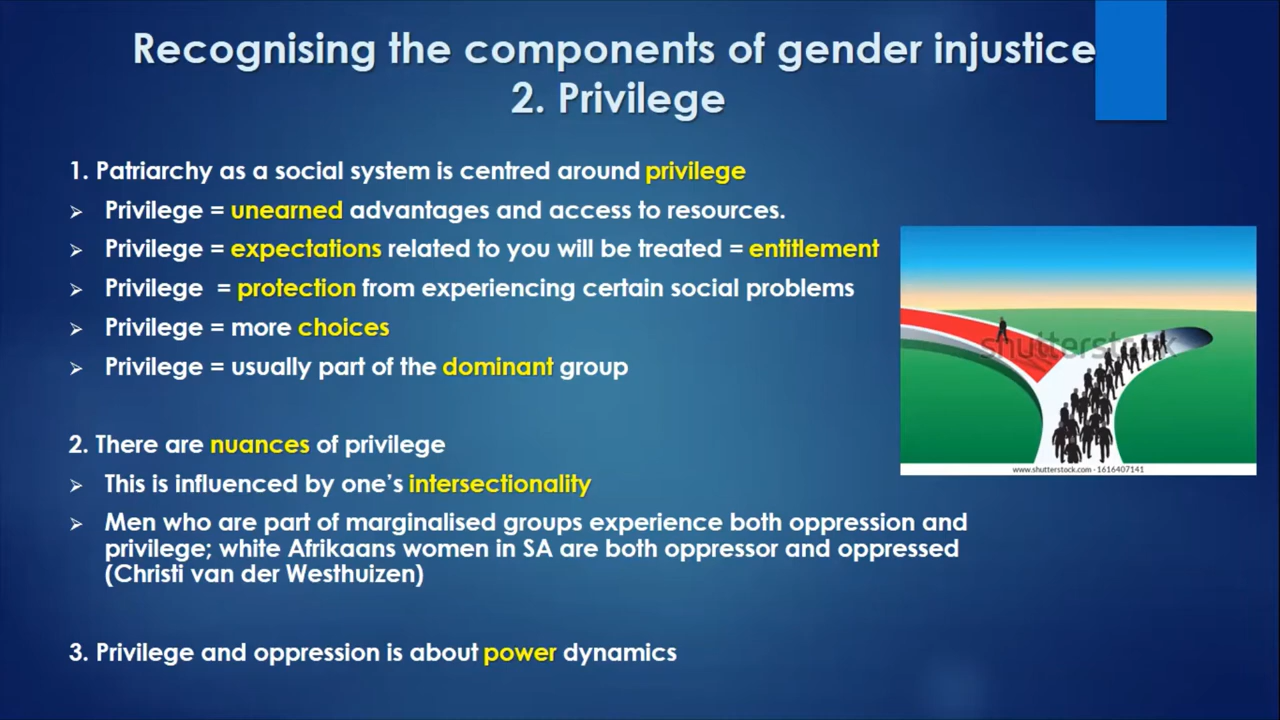 Recognising the components of gender injustice
2. Privilege
1. Patriarchy as a social system is centred around privilege
Privilege = unearned advantages and access to resources.
Privilege = expectations related to you will be treated = entitlement
Privilege = protection from experiencing certain social problems
Privilege = more choices
Privilege = usually part of the dominant group
shutterstock
www.shutterstock.com · 1616407141
2. There are nuances of privilege
This is influenced by one's intersectionality
Men who are part of marginalised groups experience both oppression and
privilege; white Afrikaans women in SA are both oppressor and oppressed
(Christi van der Westhuizen)
3. Privilege and oppression is about power dynamics